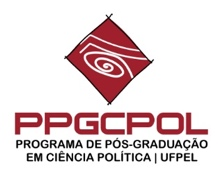 PPGCPOL
PROGRAMA DE PÓS-GRADUAÇÃO
EM CIÊNCIA POLÍTICA | UFPEL